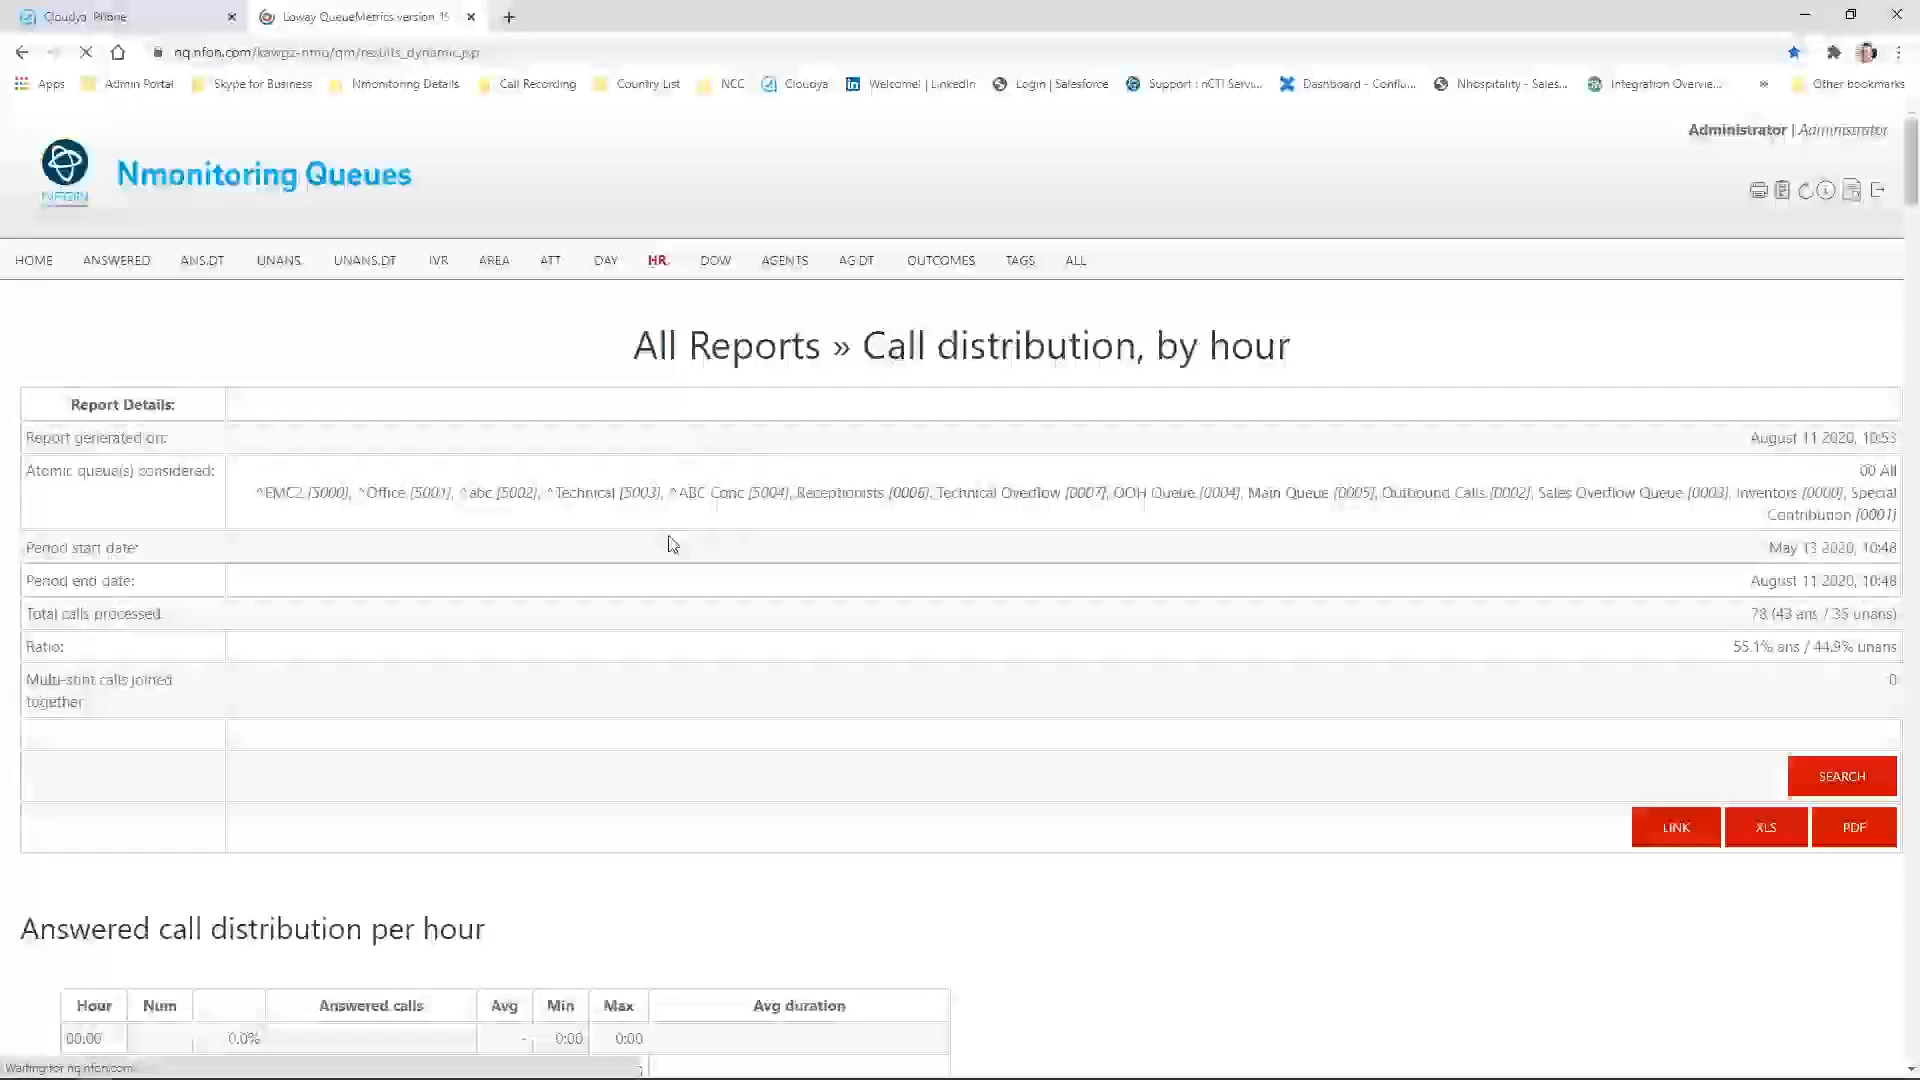 Cloudya Phone
Loway QueueMetrics version 19
nq.nfon.com/kawgz-nmq/qm/results_dynamic.jsp
Apps
Admin Portal
Skype for Business
Nmonitoring Details
Call Recording
Country List
NCC
Cloudya
Welcome! | LinkedIn
Login | Salesforce
Support : nCTI Servi...
Dashboard - Conflu...
Nhospitality - Sales...
Integration Overvie...
»
Other bookmarks
Administrator | Administrator
NFON
Nmonitoring Queues
HOME ANSWERED ANS.DT UNANS. UNANS.DT IVR AREA ATT DAY HR. DOW AGENTS AG.DT OUTCOMES TAGS ALL
All Reports » Call distribution, by hour
Report Details:
Report generated on: August 11 2020, 10:53
Atomic queue(s) considered: 00 All
^EMC2 [5000], ^Office [5001], ^abc [5002], ^Technical [5003], ^ABC Conc [5004], Receptionists [0006], Technical Overflow [0007], OOH Queue [0004], Main Queue [0005], Outbound Calls [0002], Sales Overflow Queue [0003], Inventors [0000], Special
Contribution [0001]
Period start date: May 13 2020, 10:48
Period end date: August 11 2020, 10:48
Total calls processed: 78 (43 ans / 35 unans)
Ratio: 55.1% ans / 44.9% unans
Multi-stint calls joined 0
together:
SEARCH
LINK XLS PDF
Answered call distribution per hour
Hour Num Answered calls Avg Min Max Avg duration
00:00 0.0% - 0:00 0:00
Waiting for nq.nfon.com...